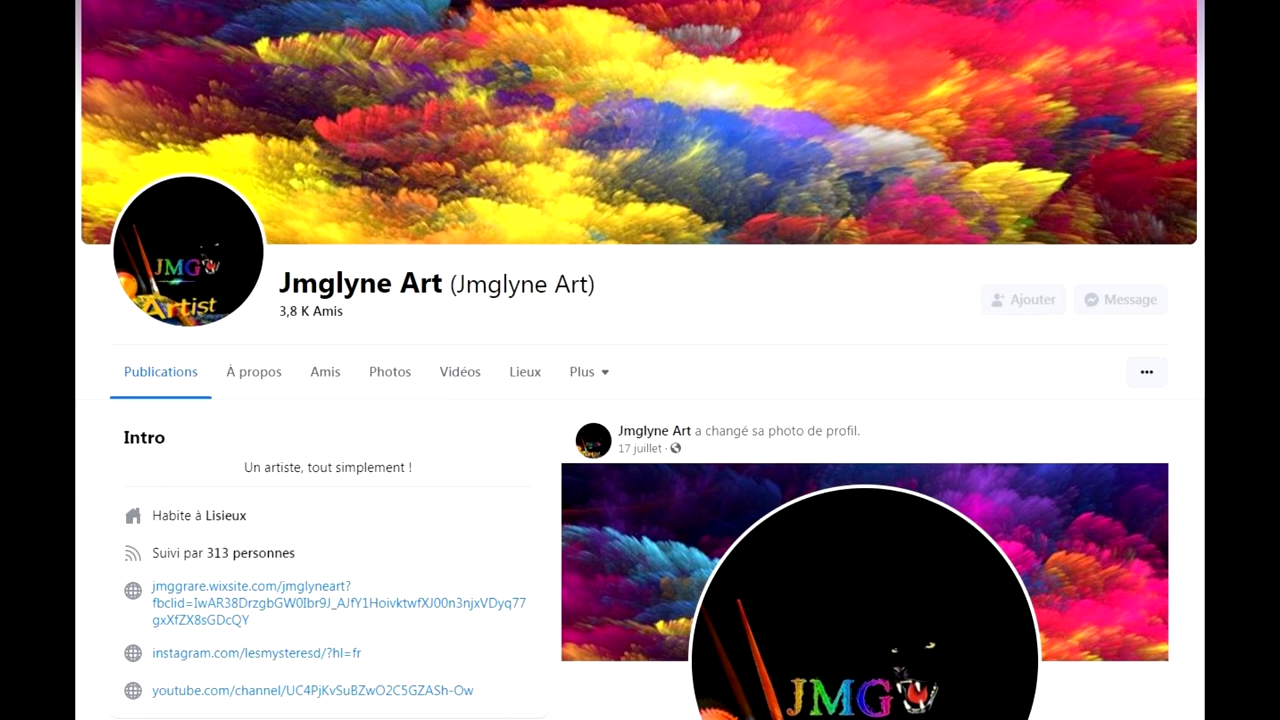 JMG
Artist
Jmglyne Art (Jmglyne Art)
3,8 K Amis
Ajouter
Message
Publications
À propos
Amis
Photos
Vidéos
Lieux
Plus
Intro
Un artiste, tout simplement !
Habite à Lisieux
Suivi par 313 personnes
jmggrare.wixsite.com/jmglyneart?
fbclid=IwAR38DrzgbGW0Ibr9J_AJfY1HoivktwfXJ00n3njxVDyq77
gxXfZX8sGDcQY
instagram.com/lesmysteresd/?hl=fr
youtube.com/channel/UC4PjKvSuBZwO2C5GZASh-Ow
Jmglyne Art a changé sa photo de profil.
17 juillet ·
JMG